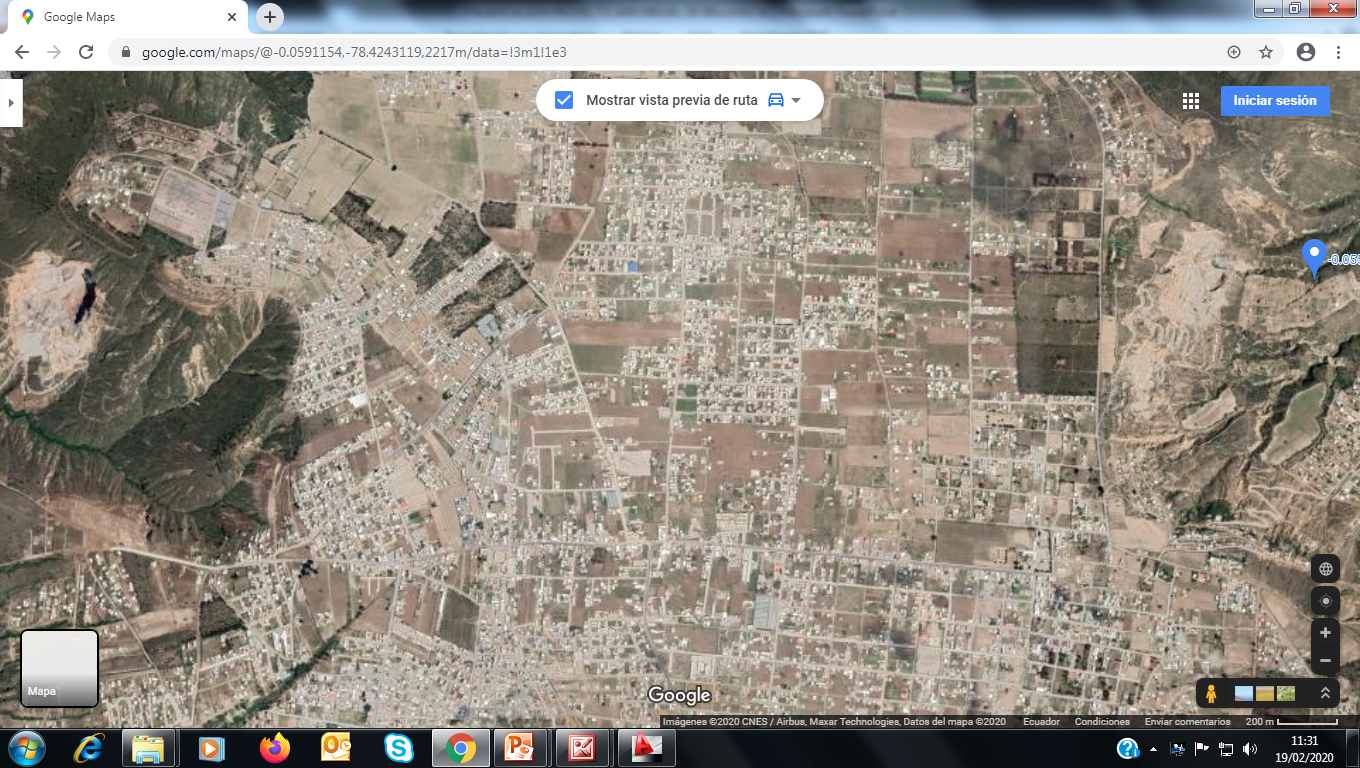 Google Maps
google.com/maps/@-0.0591154,-78.4243119,2217m/data=!3m1!1e3
Mostrar vista previa de ruta
Iniciar sesión
Mapa
Google
Imágenes ©2020 CNES / Airbus, Maxar Technologies, Datos del mapa ©2020 Ecuador Condiciones Enviar comentarios 200 m
11:31
19/02/2020